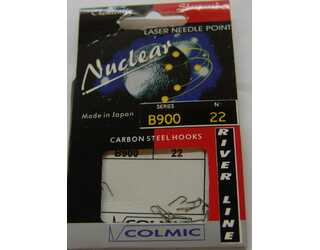 LASER NEEDLE POINT
Nuclear
Made in Japan
SERIES N°
B900 22
CARBON STEEL HOOKS
B900 22
RIVER LINE
COLMIC